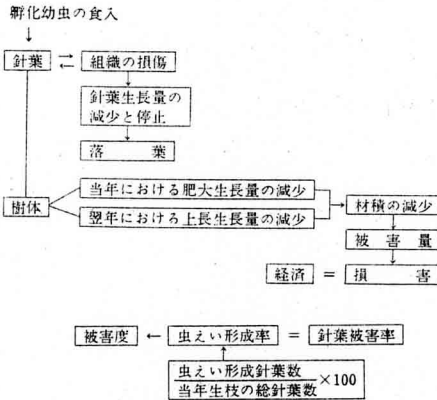 孵化幼虫の食入
↓
針葉 ⇄ 組織の損傷
針葉生長量の
減少と停止
落葉
樹体
当年における肥大生長量の減少
翌年における上長生長量の減少
材積の減少
被害量
経済 = 損害
被害度 ← 虫えい形成率 = 針葉被害率
虫えい形成針葉数
当年生枝の総針葉数 ×100